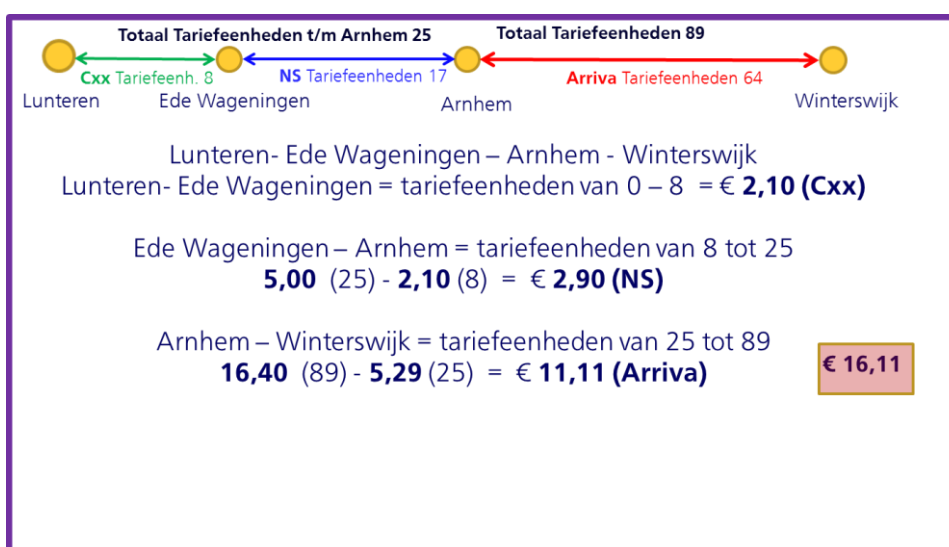 Totaal Tariefeenheden t/m Arnhem 25
Totaal Tariefeenheden 89
Cxx Tariefeenh. 8
NS Tariefeenheden 17
Arriva Tariefeenheden 64
Lunteren
Ede Wageningen
Arnhem
Winterswijk
Lunteren- Ede Wageningen – Arnhem - Winterswijk
Lunteren- Ede Wageningen = tariefeenheden van 0 – 8 = € 2,10 (Cxx)
Ede Wageningen – Arnhem = tariefeenheden van 8 tot 25
5,00 (25) - 2,10 (8) = € 2,90 (NS)
Arnhem – Winterswijk = tariefeenheden van 25 tot 89
16,40 (89) - 5,29 (25) = € 11,11 (Arriva)
€ 16,11